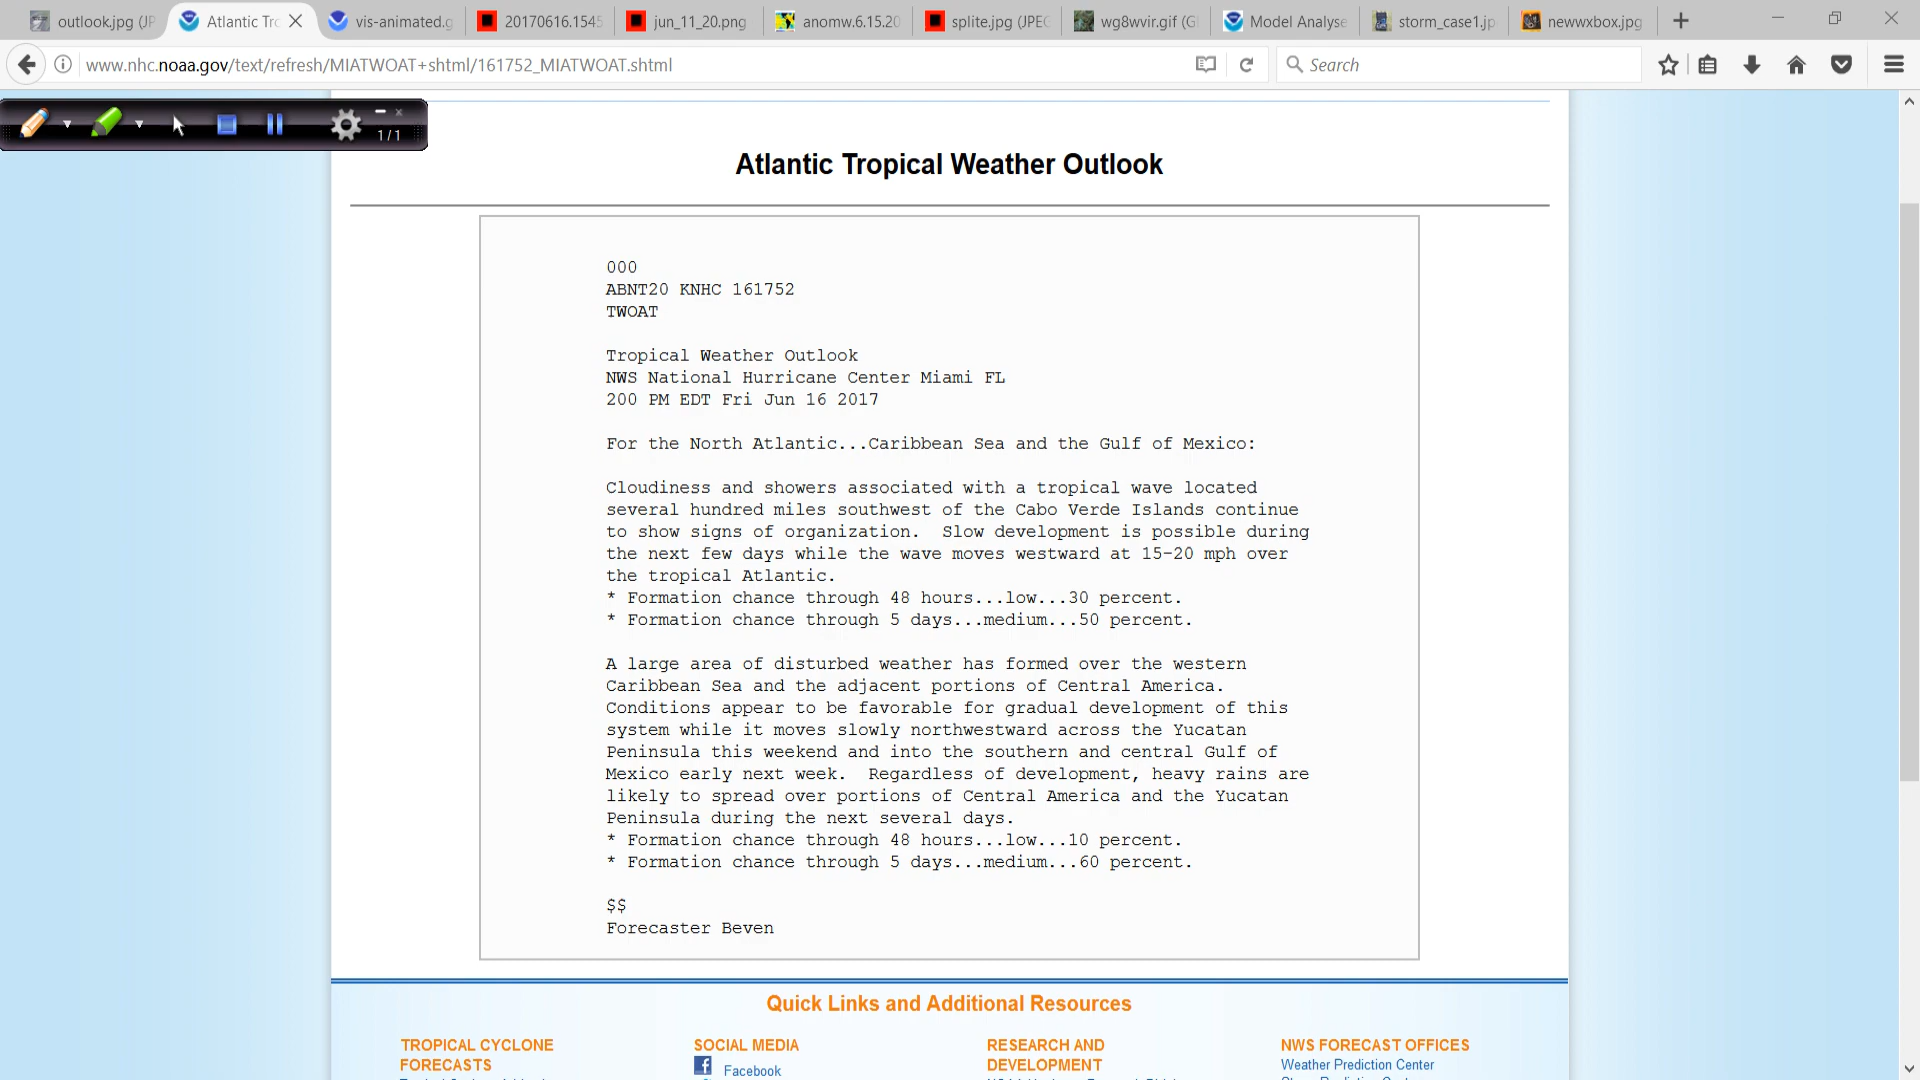 outlook.jpg (JP
Atlantic Tr
vis-animated.g
20170616.1545
jun_11_20.png
anomw.6.15.20
splite.jpg (JPEG
wg8wvir.gif (GI
Model Analyse
storm_case1.jp
newwxbox.jpg
www.nhc.noaa.gov/text/refresh/MIATWOAT+shtml/161752_MIATWOAT.shtml
Search
1/1
Atlantic Tropical Weather Outlook
000
ABNT20 KNHC 161752
TWOAT
Tropical Weather Outlook
NWS National Hurricane Center Miami FL
200 PM EDT Fri Jun 16 2017
For the North Atlantic...Caribbean Sea and the Gulf of Mexico:
Cloudiness and showers associated with a tropical wave located
several hundred miles southwest of the Cabo Verde Islands continue
to show signs of organization.  Slow development is possible during
the next few days while the wave moves westward at 15-20 mph over
the tropical Atlantic.
* Formation chance through 48 hours...low...30 percent.
* Formation chance through 5 days...medium...50 percent.
A large area of disturbed weather has formed over the western
Caribbean Sea and the adjacent portions of Central America.
Conditions appear to be favorable for gradual development of this
system while it moves slowly northwestward across the Yucatan
Peninsula this weekend and into the southern and central Gulf of
Mexico early next week.  Regardless of development, heavy rains are
likely to spread over portions of Central America and the Yucatan
Peninsula during the next several days.
* Formation chance through 48 hours...low...10 percent.
* Formation chance through 5 days...medium...60 percent.
$$
Forecaster Beven
Quick Links and Additional Resources
TROPICAL CYCLONE
FORECASTS
SOCIAL MEDIA
Facebook
RESEARCH AND
DEVELOPMENT
NWS FORECAST OFFICES
Weather Prediction Center